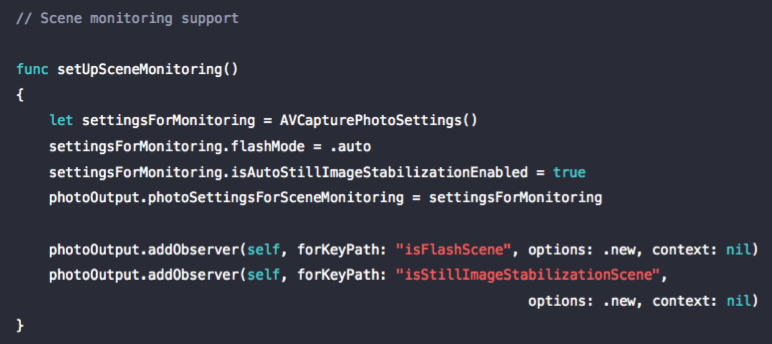 // Scene monitoring support
func setUpSceneMonitoring()
{
let settingsForMonitoring = AVCapturePhotoSettings()
settingsForMonitoring.flashMode = .auto
settingsForMonitoring.isAutoStillImageStabilizationEnabled = true
photoOutput.photoSettingsForSceneMonitoring = settingsForMonitoring
photoOutput.addObserver(self, forKeyPath: "isFlashScene", options: .new, context: nil)
photoOutput.addObserver(self, forKeyPath: "isStillImageStabilizationScene",
options: .new, context: nil)
}